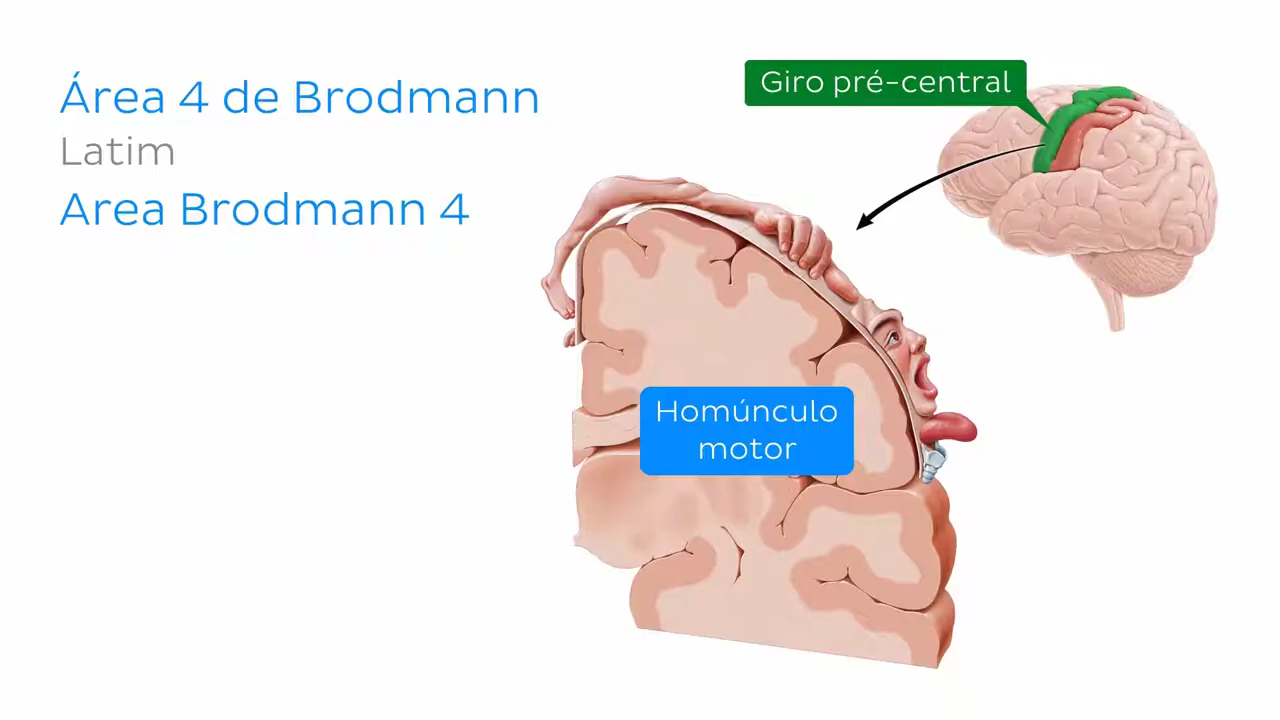 Área 4 de Brodmann
Latim
Area Brodmann 4
Giro pré-central
Homúnculo
motor